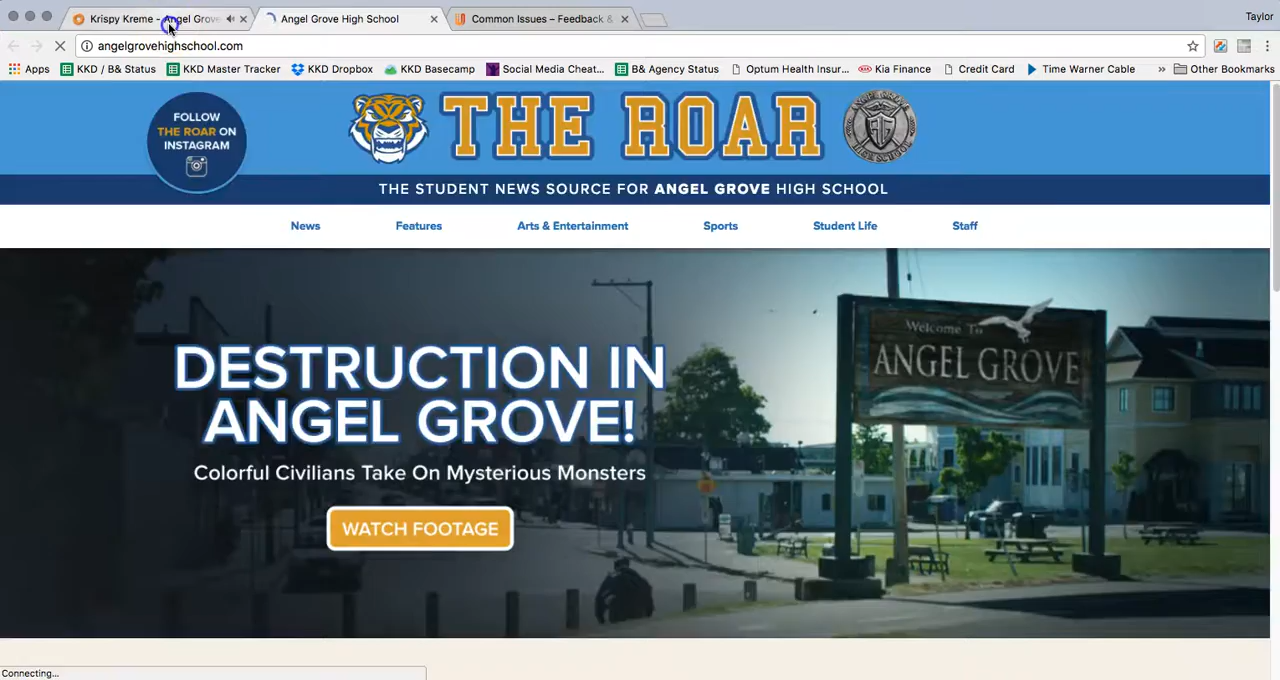 Krispy Kreme - Angel Grove
Angel Grove High School
Common Issues – Feedback &
Taylor
angelgrovehighschool.com
Apps
KKD / B& Status
KKD Master Tracker
KKD Dropbox
KKD Basecamp
Social Media Cheat...
B& Agency Status
Optum Health Insur...
Kia Finance
Credit Card
Time Warner Cable
»
Other Bookmarks
FOLLOW
THE ROAR ON
INSTAGRAM
THE ROAR
THE STUDENT NEWS SOURCE FOR ANGEL GROVE HIGH SCHOOL
News
Features
Arts & Entertainment
Sports
Student Life
Staff
Welcome To
ANGEL GROVE
DESTRUCTION IN
ANGEL GROVE!
Colorful Civilians Take On Mysterious Monsters
WATCH FOOTAGE
Connecting...